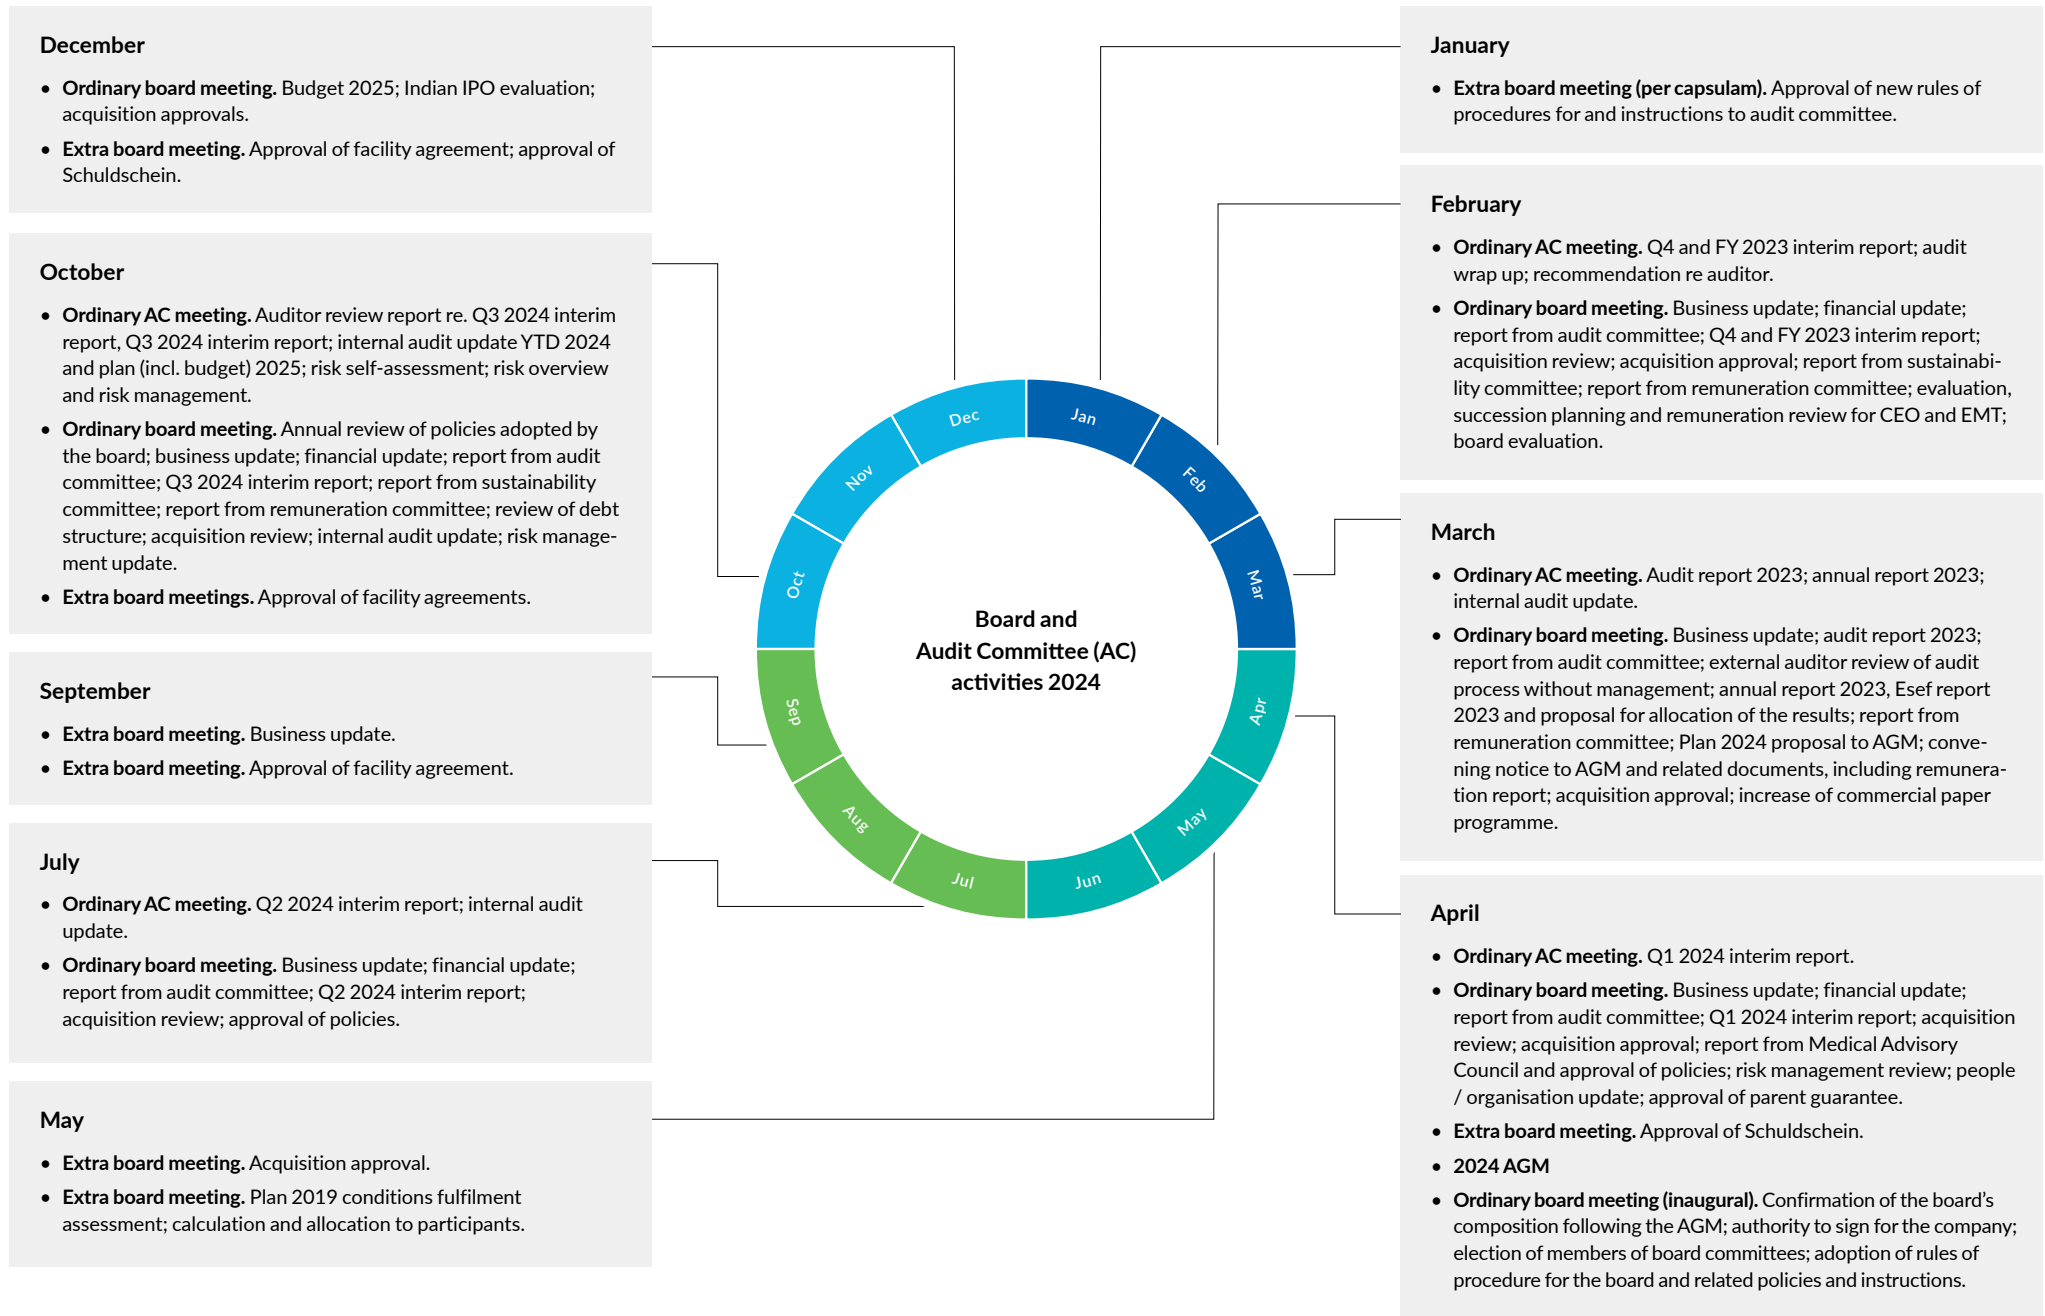 December
• Ordinary board meeting. Budget 2025; Indian IPO evaluation;
acquisition approvals.
• Extra board meeting. Approval of facility agreement; approval of
Schuldschein.
October
• Ordinary AC meeting. Auditor review report re. Q3 2024 interim
report, Q3 2024 interim report; internal audit update YTD 2024
and plan (incl. budget) 2025; risk self-assessment; risk overview
and risk management.
• Ordinary board meeting. Annual review of policies adopted by
the board; business update; financial update; report from audit
committee; Q3 2024 interim report; report from sustainability
committee; report from remuneration committee; review of debt
structure; acquisition review; internal audit update; risk manage-
ment update.
• Extra board meetings. Approval of facility agreements.
September
• Extra board meeting. Business update.
• Extra board meeting. Approval of facility agreement.
July
• Ordinary AC meeting. Q2 2024 interim report; internal audit
update.
• Ordinary board meeting. Business update; financial update;
report from audit committee; Q2 2024 interim report;
acquisition review; approval of policies.
May
• Extra board meeting. Acquisition approval.
• Extra board meeting. Plan 2019 conditions fulfilment
assessment; calculation and allocation to participants.
Jan
Feb
Mar
Apr
May
Jun
Jul
Aug
Sep
Oct
Nov
Dec
Board and
Audit Committee (AC)
activities 2024
January
• Extra board meeting (per capsulam). Approval of new rules of
procedures for and instructions to audit committee.
February
• Ordinary AC meeting. Q4 and FY 2023 interim report; audit
wrap up; recommendation re auditor.
• Ordinary board meeting. Business update; financial update;
report from audit committee; Q4 and FY 2023 interim report;
acquisition review; acquisition approval; report from sustainabi-
lity committee; report from remuneration committee; evaluation,
succession planning and remuneration review for CEO and EMT;
board evaluation.
March
• Ordinary AC meeting. Audit report 2023; annual report 2023;
internal audit update.
• Ordinary board meeting. Business update; audit report 2023;
report from audit committee; external auditor review of audit
process without management; annual report 2023, Esef report
2023 and proposal for allocation of the results; report from
remuneration committee; Plan 2024 proposal to AGM; conve-
ning notice to AGM and related documents, including remunera-
tion report; acquisition approval; increase of commercial paper
programme.
April
• Ordinary AC meeting. Q1 2024 interim report.
• Ordinary board meeting. Business update; financial update;
report from audit committee; Q1 2024 interim report; acquisition
review; acquisition approval; report from Medical Advisory
Council and approval of policies; risk management review; people
/ organisation update; approval of parent guarantee.
• Extra board meeting. Approval of Schuldschein.
• 2024 AGM
• Ordinary board meeting (inaugural). Confirmation of the board’s
composition following the AGM; authority to sign for the company;
election of members of board committees; adoption of rules of
procedure for the board and related policies and instructions.